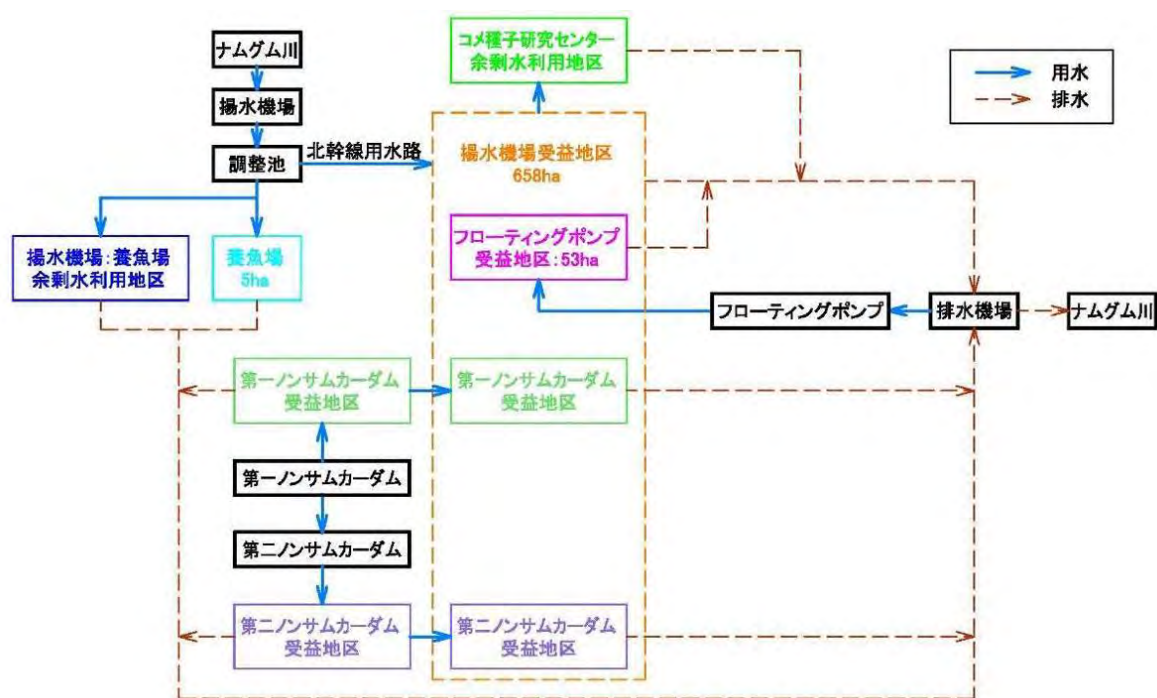 ナムグム川
揚水機場
調整池
北幹線用水路
揚水機場:養魚場
余剰水利用地区
養魚場
5ha
コメ種子研究センター
余剰水利用地区
揚水機場受益地区
658ha
フローティングポンプ
受益地区:53ha
用水
排水
フローティングポンプ
排水機場
ナムグム川
第一ノンサムカーダム
受益地区
第一ノンサムカーダム
受益地区
第一ノンサムカーダム
第二ノンサムカーダム
第二ノンサムカーダム
受益地区
第二ノンサムカーダム
受益地区